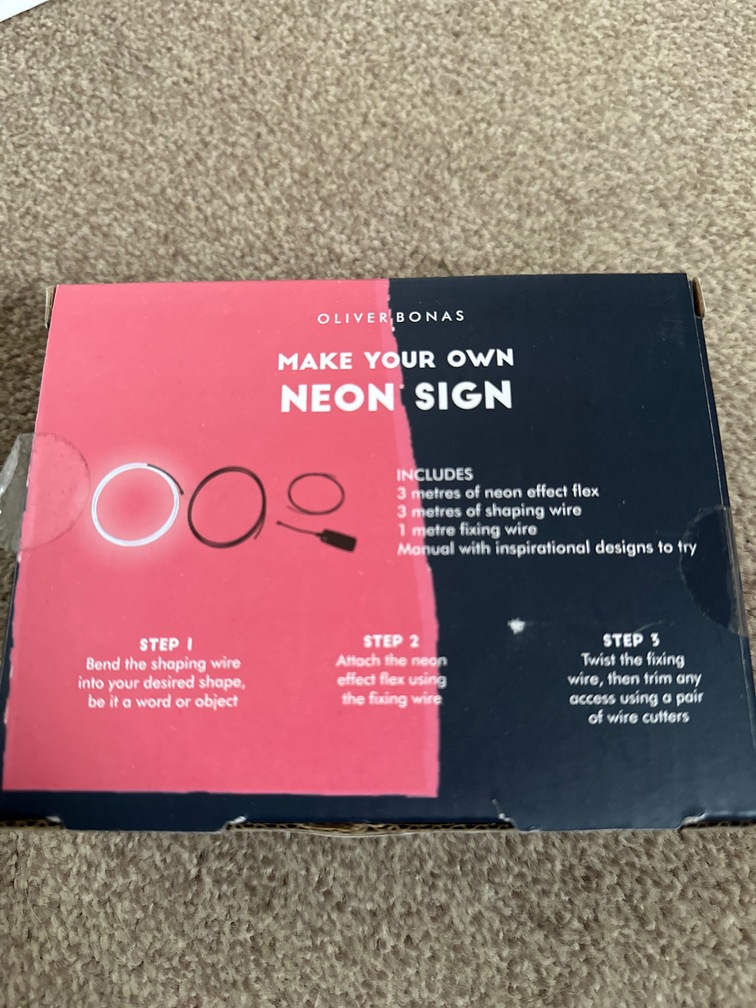 OLIVER BONAS
MAKE YOUR OWN
NEON SIGN
INCLUDES
3 metres of neon effect flex
3 metres of shaping wire
1 metre fixing wire
Manual with inspirational designs to try
STEP 1
Bend the shaping wire
into your desired shape,
be it a word or object
STEP 2
Attach the neon
effect flex using
the fixing wire
STEP 3
Twist the fixing
wire, then trim any
access using a pair
of wire cutters